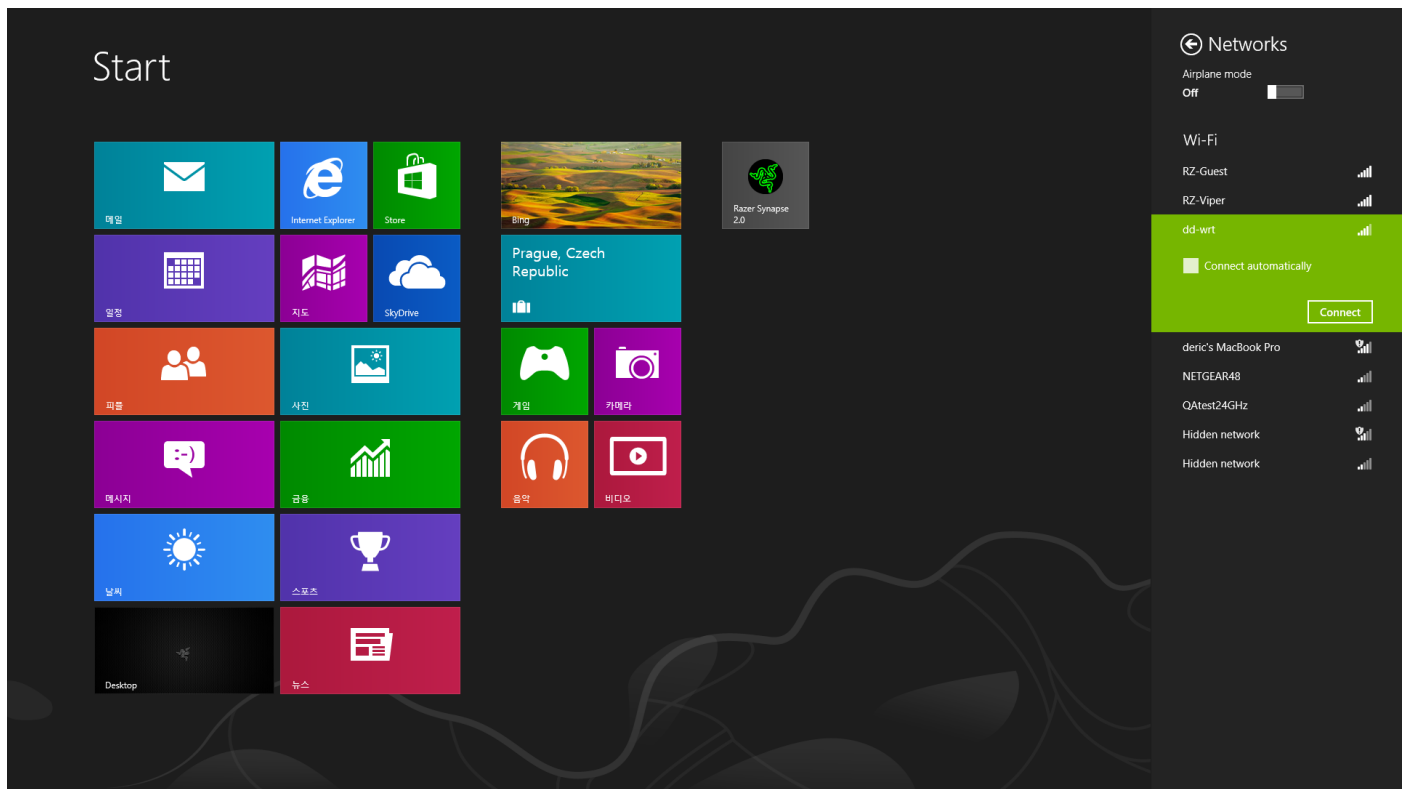 Start
메일
Internet Explorer
Store
일정
지도
SkyDrive
피플
사진
메시지
금융
날씨
스포츠
Desktop
뉴스
Bing
Prague, Czech
Republic
게임
카메라
음악
비디오
Razer Synapse
2.0
Networks
Airplane mode
Off
Wi-Fi
RZ-Guest
RZ-Viper
dd-wrt
Connect automatically
Connect
deric's MacBook Pro
NETGEAR48
QAtest24GHz
Hidden network
Hidden network